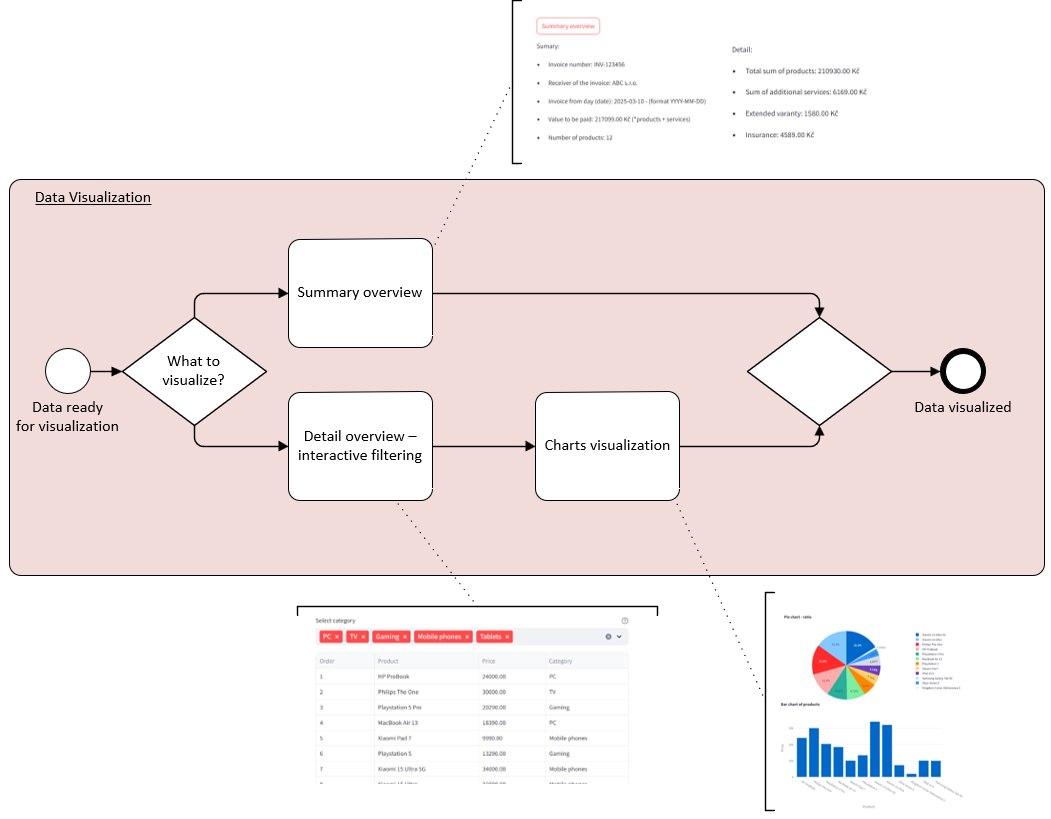 Summary overview
Sumary:
Invoice number: INV-123456
Receiver of the invoice: ABC s.r.o.
Invoice from day (date): 2025-03-10 - (format YYYY-MM-DD)
Value to be paid: 217099.00 Kč (*products + services)
Number of products: 12
Detail:
Total sum of products: 210930.00 Kč
Sum of additional services: 6169.00 Kč
Extended varanty: 1580.00 Kč
Insurance: 4589.00 Kč
Data Visualization
Summary overview
What to
visualize?
Data ready
for visualization
Detail overview –
interactive filtering
Charts visualization
Data visualized
Select category
PC × TV × Gaming × Mobile phones × Tablets ×
Order Product Price Category
1 HP ProBook 24000.00 PC
2 Philips The One 30000.00 TV
3 Playstation 5 Pro 20290.00 Gaming
4 MacBook Air 13 18390.00 PC
5 Xiaomi Pad 7 9990.00 Mobile phones
6 Playstation 5 13290.00 Gaming
7 Xiaomi 15 Ultra 5G 34000.00 Mobile phones
Pie chart - ratio
Bar chart of products
Product